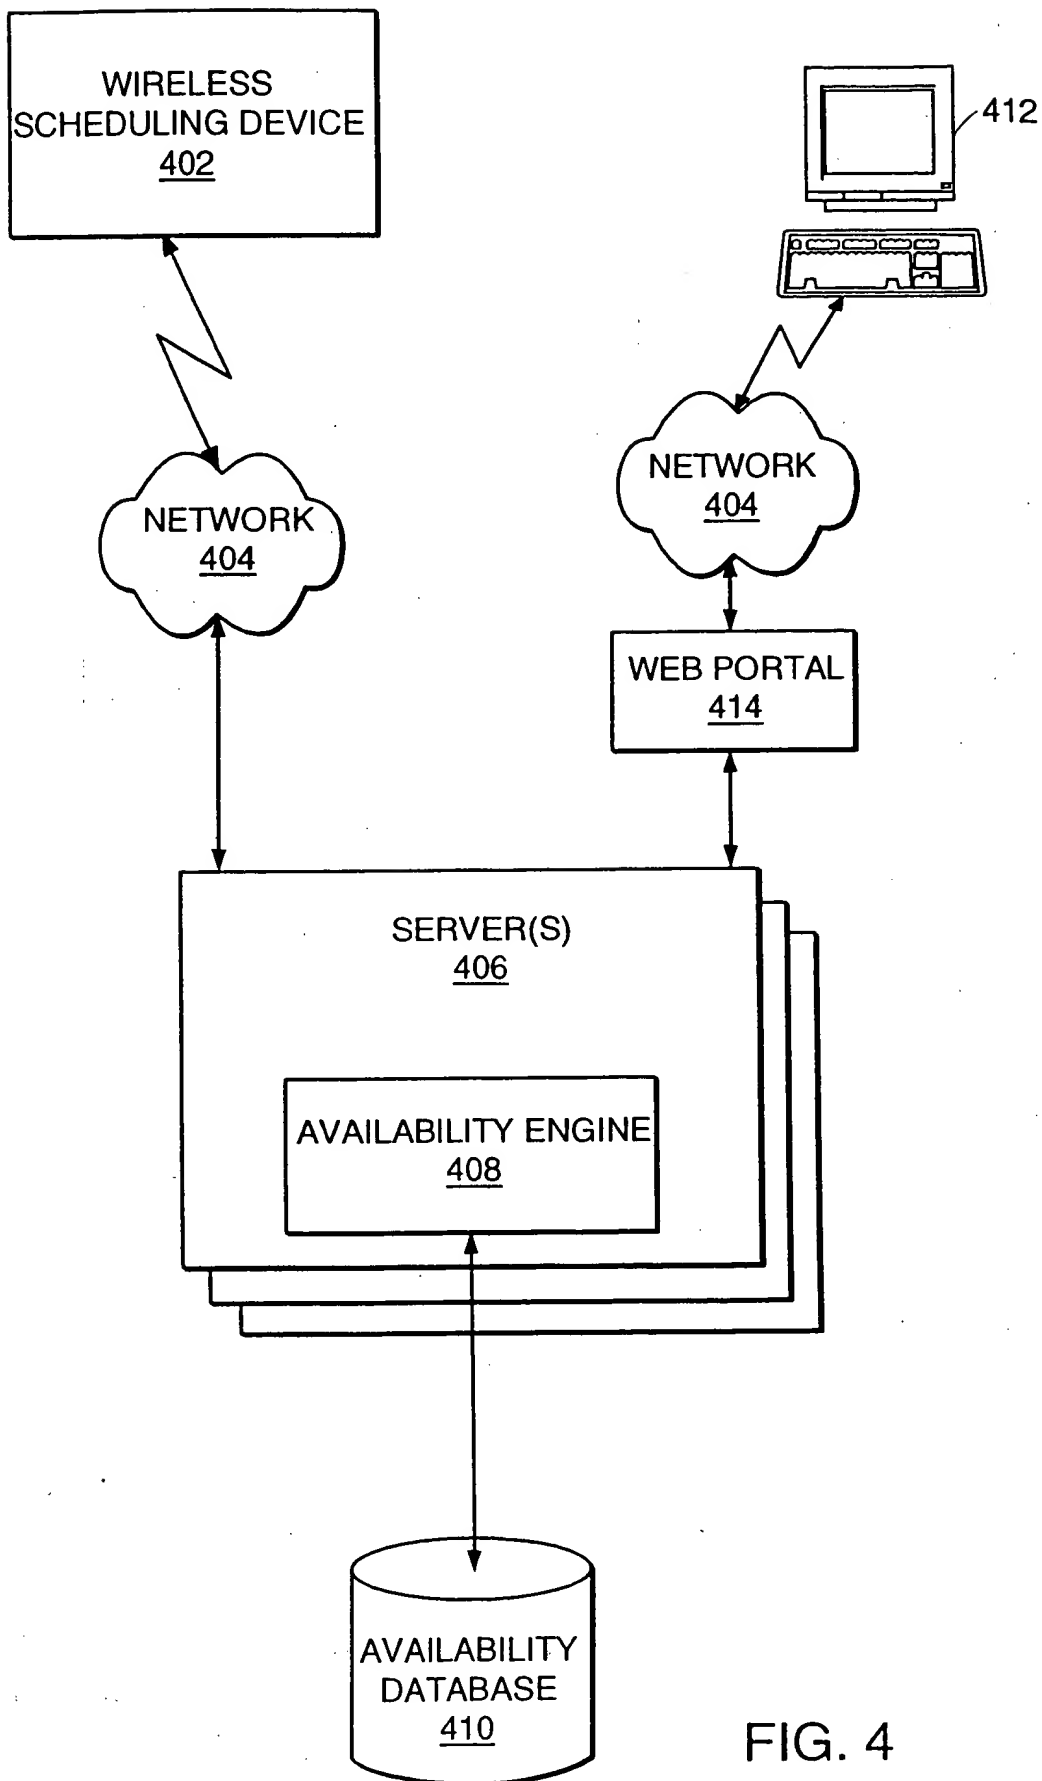 WIRELESS
SCHEDULING DEVICE
402
412
NETWORK
404
NETWORK
404
WEB PORTAL
414
SERVER(S)
406
AVAILABILITY ENGINE
408
AVAILABILITY
DATABASE
410
FIG. 4